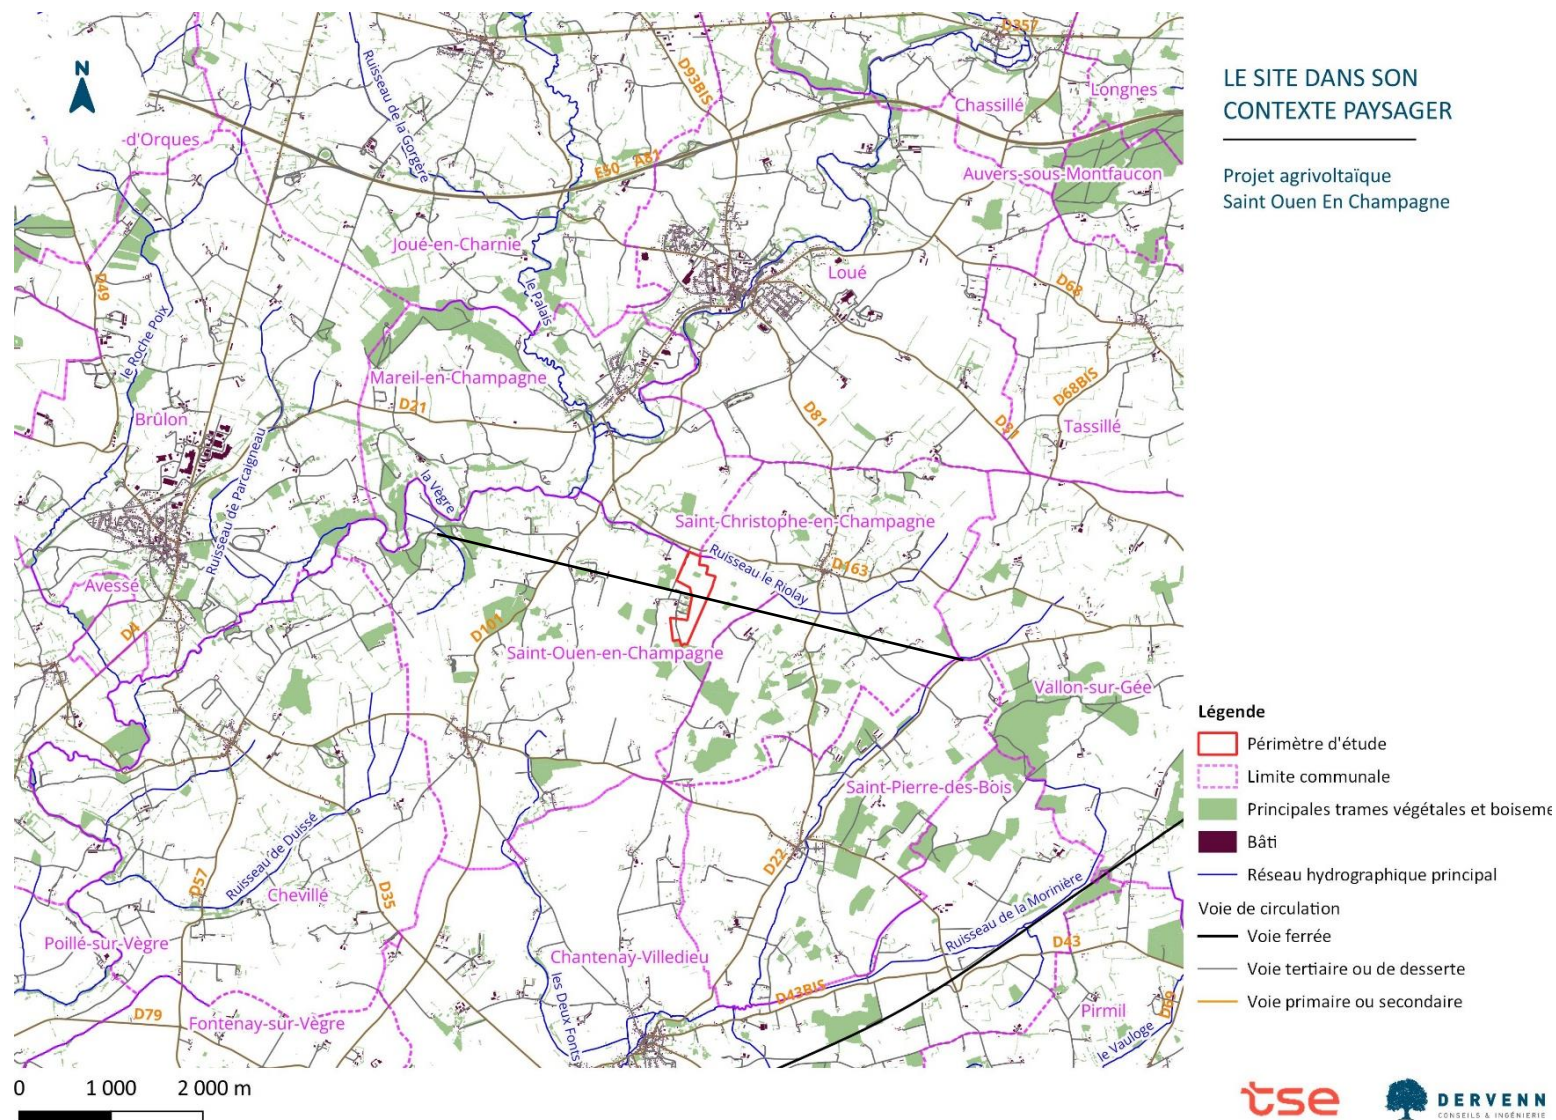 LE SITE DANS SON
CONTEXTE PAYSAGER
Projet agrivoltaïque
Saint Ouen En Champagne
N
D357
Ruisseau de la Gorgère
D93BIS
Chassillé
Longnes
-d'Orques
E50 A81
Auvers-sous-Montfaucon
Joué-en-Charnie
Loué
D49
le Palais
D68
le Roche Poix
Mareil-en-Champagne
D21
D68BIS
Brûlon
D81
D81
Tassillé
Ruisseau de Parcaigneau
la Vègre
Saint-Christophe-en-Champagne
Ruisseau le Riolay
D163
Avessé
D4
D101
Saint-Ouen-en-Champagne
Vallon-sur-Gée
Saint-Pierre-des-Bois
Ruisseau de Duissé
D22
D57
Chevillé
D35
Ruisseau de la Morinière
Poillé-sur-Vègre
Chantenay-Villedieu
D43
les Deux Fonts
D43BIS
D79
Fontenay-sur-Vègre
Pirmil
le Vauloge
Légende
Périmètre d'étude
Limite communale
Principales trames végétales et boiseme
Bâti
Réseau hydrographique principal
Voie de circulation
Voie ferrée
Voie tertiaire ou de desserte
Voie primaire ou secondaire
0 1 000 2 000 m
tse
DERVENN
CONSEILS & INGÉNIERIE